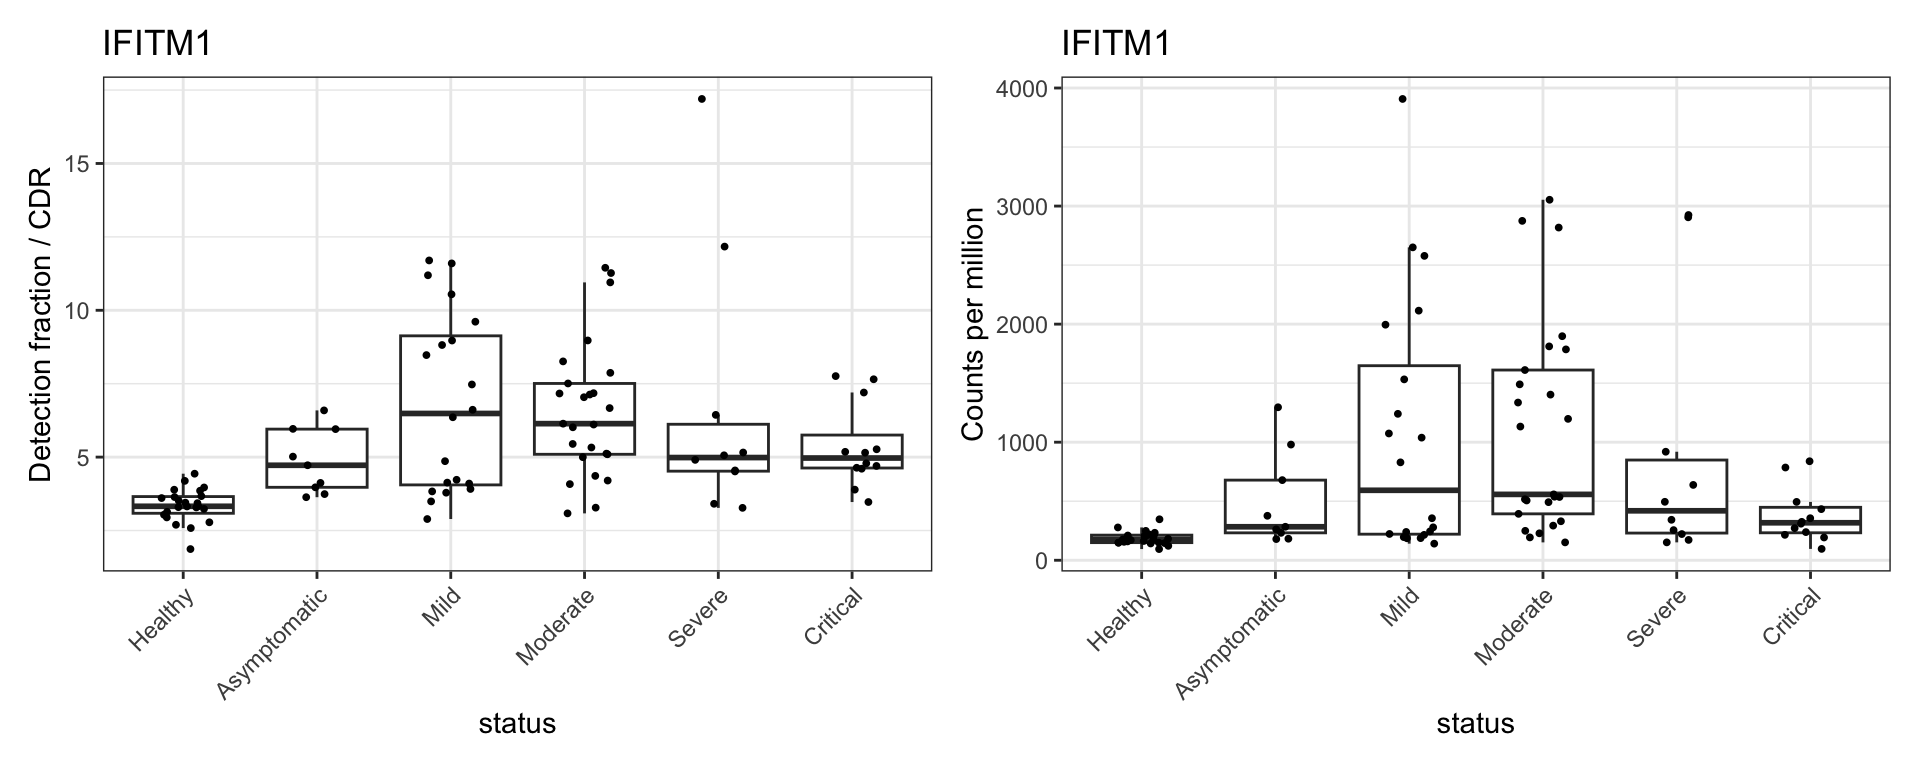 IFITM1
Detection fraction / CDR
15
10
5
Healthy
Asymptomatic
Mild
Moderate
Severe
Critical
status
IFITM1
Counts per million
4000
3000
2000
1000
0
Healthy
Asymptomatic
Mild
Moderate
Severe
Critical
status